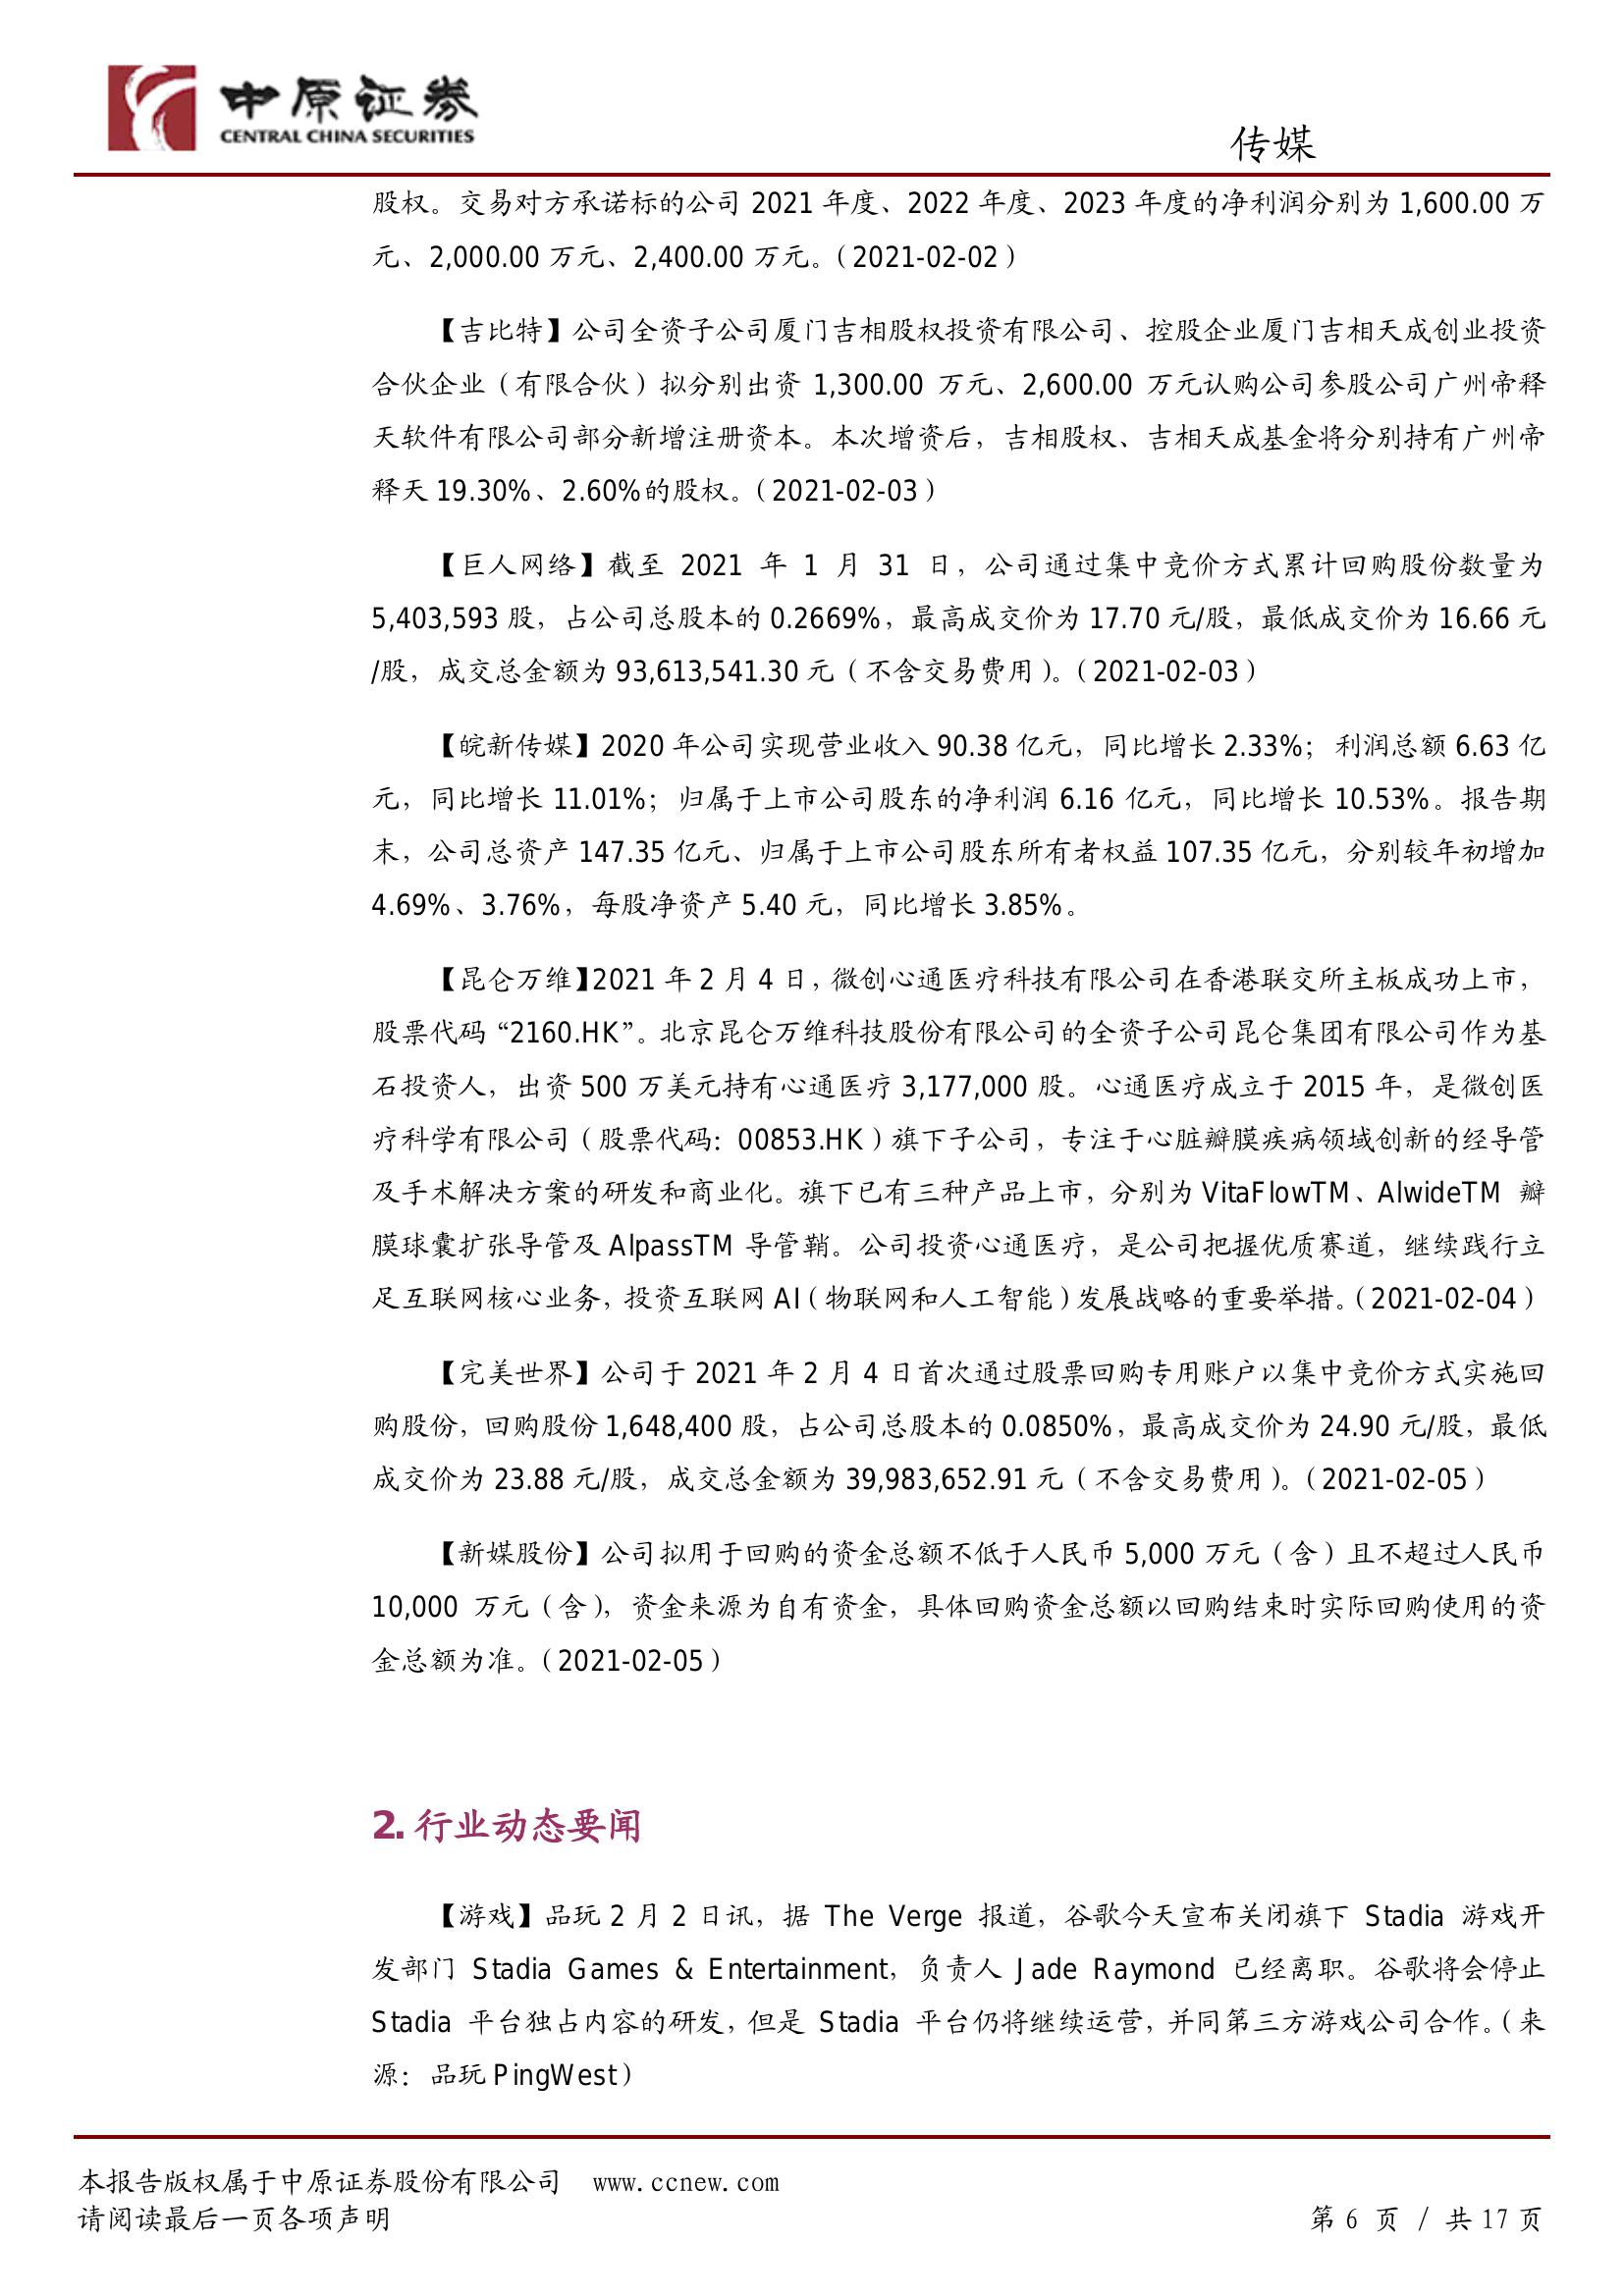 中原证券
CENTRAL CHINA SECURITIES
传媒
股权。交易对方承诺标的公司 2021 年度、2022 年度、2023 年度的净利润分别为 1,600.00 万
元、2,000.00 万元、2,400.00 万元。（2021-02-02）
【吉比特】公司全资子公司厦门吉相股权投资有限公司、控股企业厦门吉相天成创业投资
合伙企业（有限合伙）拟分别出资 1,300.00 万元、2,600.00 万元认购公司参股公司广州帝释
天软件有限公司部分新增注册资本。本次增资后，吉相股权、吉相天成基金将分别持有广州帝
释天 19.30%、2.60%的股权。（2021-02-03）
【巨人网络】截至 2021 年 1 月 31 日，公司通过集中竞价方式累计回购股份数量为
5,403,593 股，占公司总股本的 0.2669%，最高成交价为 17.70 元/股，最低成交价为 16.66 元
/股，成交总金额为 93,613,541.30 元（不含交易费用）。（2021-02-03）
【皖新传媒】2020 年公司实现营业收入 90.38 亿元，同比增长 2.33%；利润总额 6.63 亿
元，同比增长 11.01%；归属于上市公司股东的净利润 6.16 亿元，同比增长 10.53%。报告期
末，公司总资产 147.35 亿元、归属于上市公司股东所有者权益 107.35 亿元，分别较年初增加
4.69%、3.76%，每股净资产 5.40 元，同比增长 3.85%。
【昆仑万维】2021 年 2 月 4 日，微创心通医疗科技有限公司在香港联交所主板成功上市，
股票代码 “2160.HK”。北京昆仑万维科技股份有限公司的全资子公司昆仑集团有限公司作为基
石投资人，出资 500 万美元持有心通医疗 3,177,000 股。心通医疗成立于 2015 年，是微创医
疗科学有限公司（股票代码：00853.HK）旗下子公司，专注于心脏瓣膜疾病领域创新的经导管
及手术解决方案的研发和商业化。旗下已有三种产品上市，分别为 VitaFlowTM、AlwideTM 瓣
膜球囊扩张导管及 AlpassTM 导管鞘。公司投资心通医疗，是公司把握优质赛道，继续践行立
足互联网核心业务，投资互联网 AI（物联网和人工智能）发展战略的重要举措。（2021-02-04）
【完美世界】公司于 2021 年 2 月 4 日首次通过股票回购专用账户以集中竞价方式实施回
购股份，回购股份 1,648,400 股，占公司总股本的 0.0850%，最高成交价为 24.90 元/股，最低
成交价为 23.88 元/股，成交总金额为 39,983,652.91 元（不含交易费用）。（2021-02-05）
【新媒股份】公司拟用于回购的资金总额不低于人民币 5,000 万元（含）且不超过人民币
10,000 万元（含），资金来源为自有资金，具体回购资金总额以回购结束时实际回购使用的资
金总额为准。（2021-02-05）
2. 行业动态要闻
【游戏】品玩 2 月 2 日讯，据 The Verge 报道，谷歌今天宣布关闭旗下 Stadia 游戏开
发部门 Stadia Games & Entertainment，负责人 Jade Raymond 已经离职。谷歌将会停止
Stadia 平台独占内容的研发，但是 Stadia 平台仍将继续运营，并同第三方游戏公司合作。（来
源：品玩 PingWest）
本报告版权属于中原证券股份有限公司 www.ccnew.com
请阅读最后一页各项声明
第 6 页 / 共 17 页